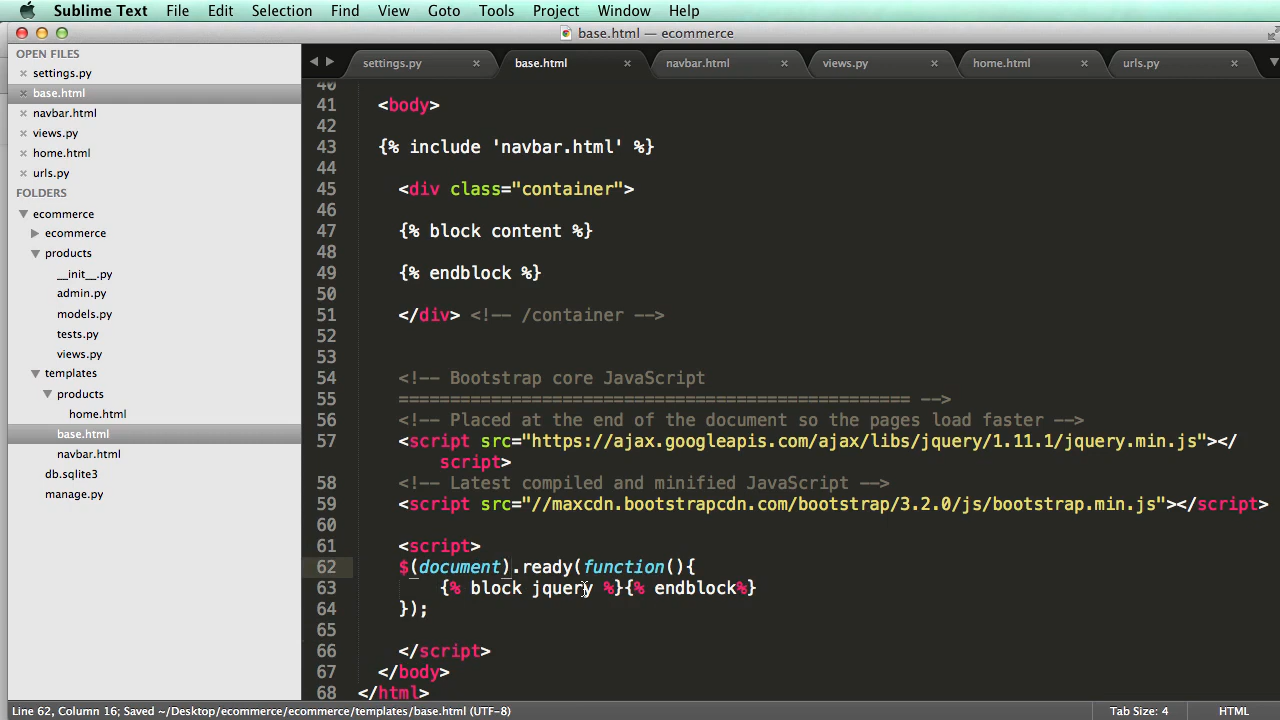 Sublime Text File Edit Selection Find View Goto Tools Project Window Help
base.html — ecommerce
OPEN FILES
× settings.py
× base.html
× navbar.html
× views.py
× home.html
× urls.py
FOLDERS
ecommerce
ecommerce
products
__init__.py
admin.py
models.py
tests.py
views.py
templates
products
home.html
base.html
navbar.html
db.sqlite3
manage.py
settings.py × base.html × navbar.html × views.py × home.html × urls.py ×
40
41 <body>
42
43 {% include 'navbar.html' %}
44
45 <div class="container">
46
47 {% block content %}
48
49 {% endblock %}
50
51 </div> <!-- /container -->
52
53
54 <!-- Bootstrap core JavaScript
55 ================================================== -->
56 <!-- Placed at the end of the document so the pages load faster -->
57 <script src="https://ajax.googleapis.com/ajax/libs/jquery/1.11.1/jquery.min.js"></
script>
58 <!-- Latest compiled and minified JavaScript -->
59 <script src="//maxcdn.bootstrapcdn.com/bootstrap/3.2.0/js/bootstrap.min.js"></script>
60
61 <script>
62 $(document).ready(function(){
63 {% block jquery %}{% endblock%}
64 });
65
66 </script>
67 </body>
68 </html>
Line 62, Column 16; Saved ~/Desktop/ecommerce/ecommerce/templates/base.html (UTF-8) Tab Size: 4 HTML